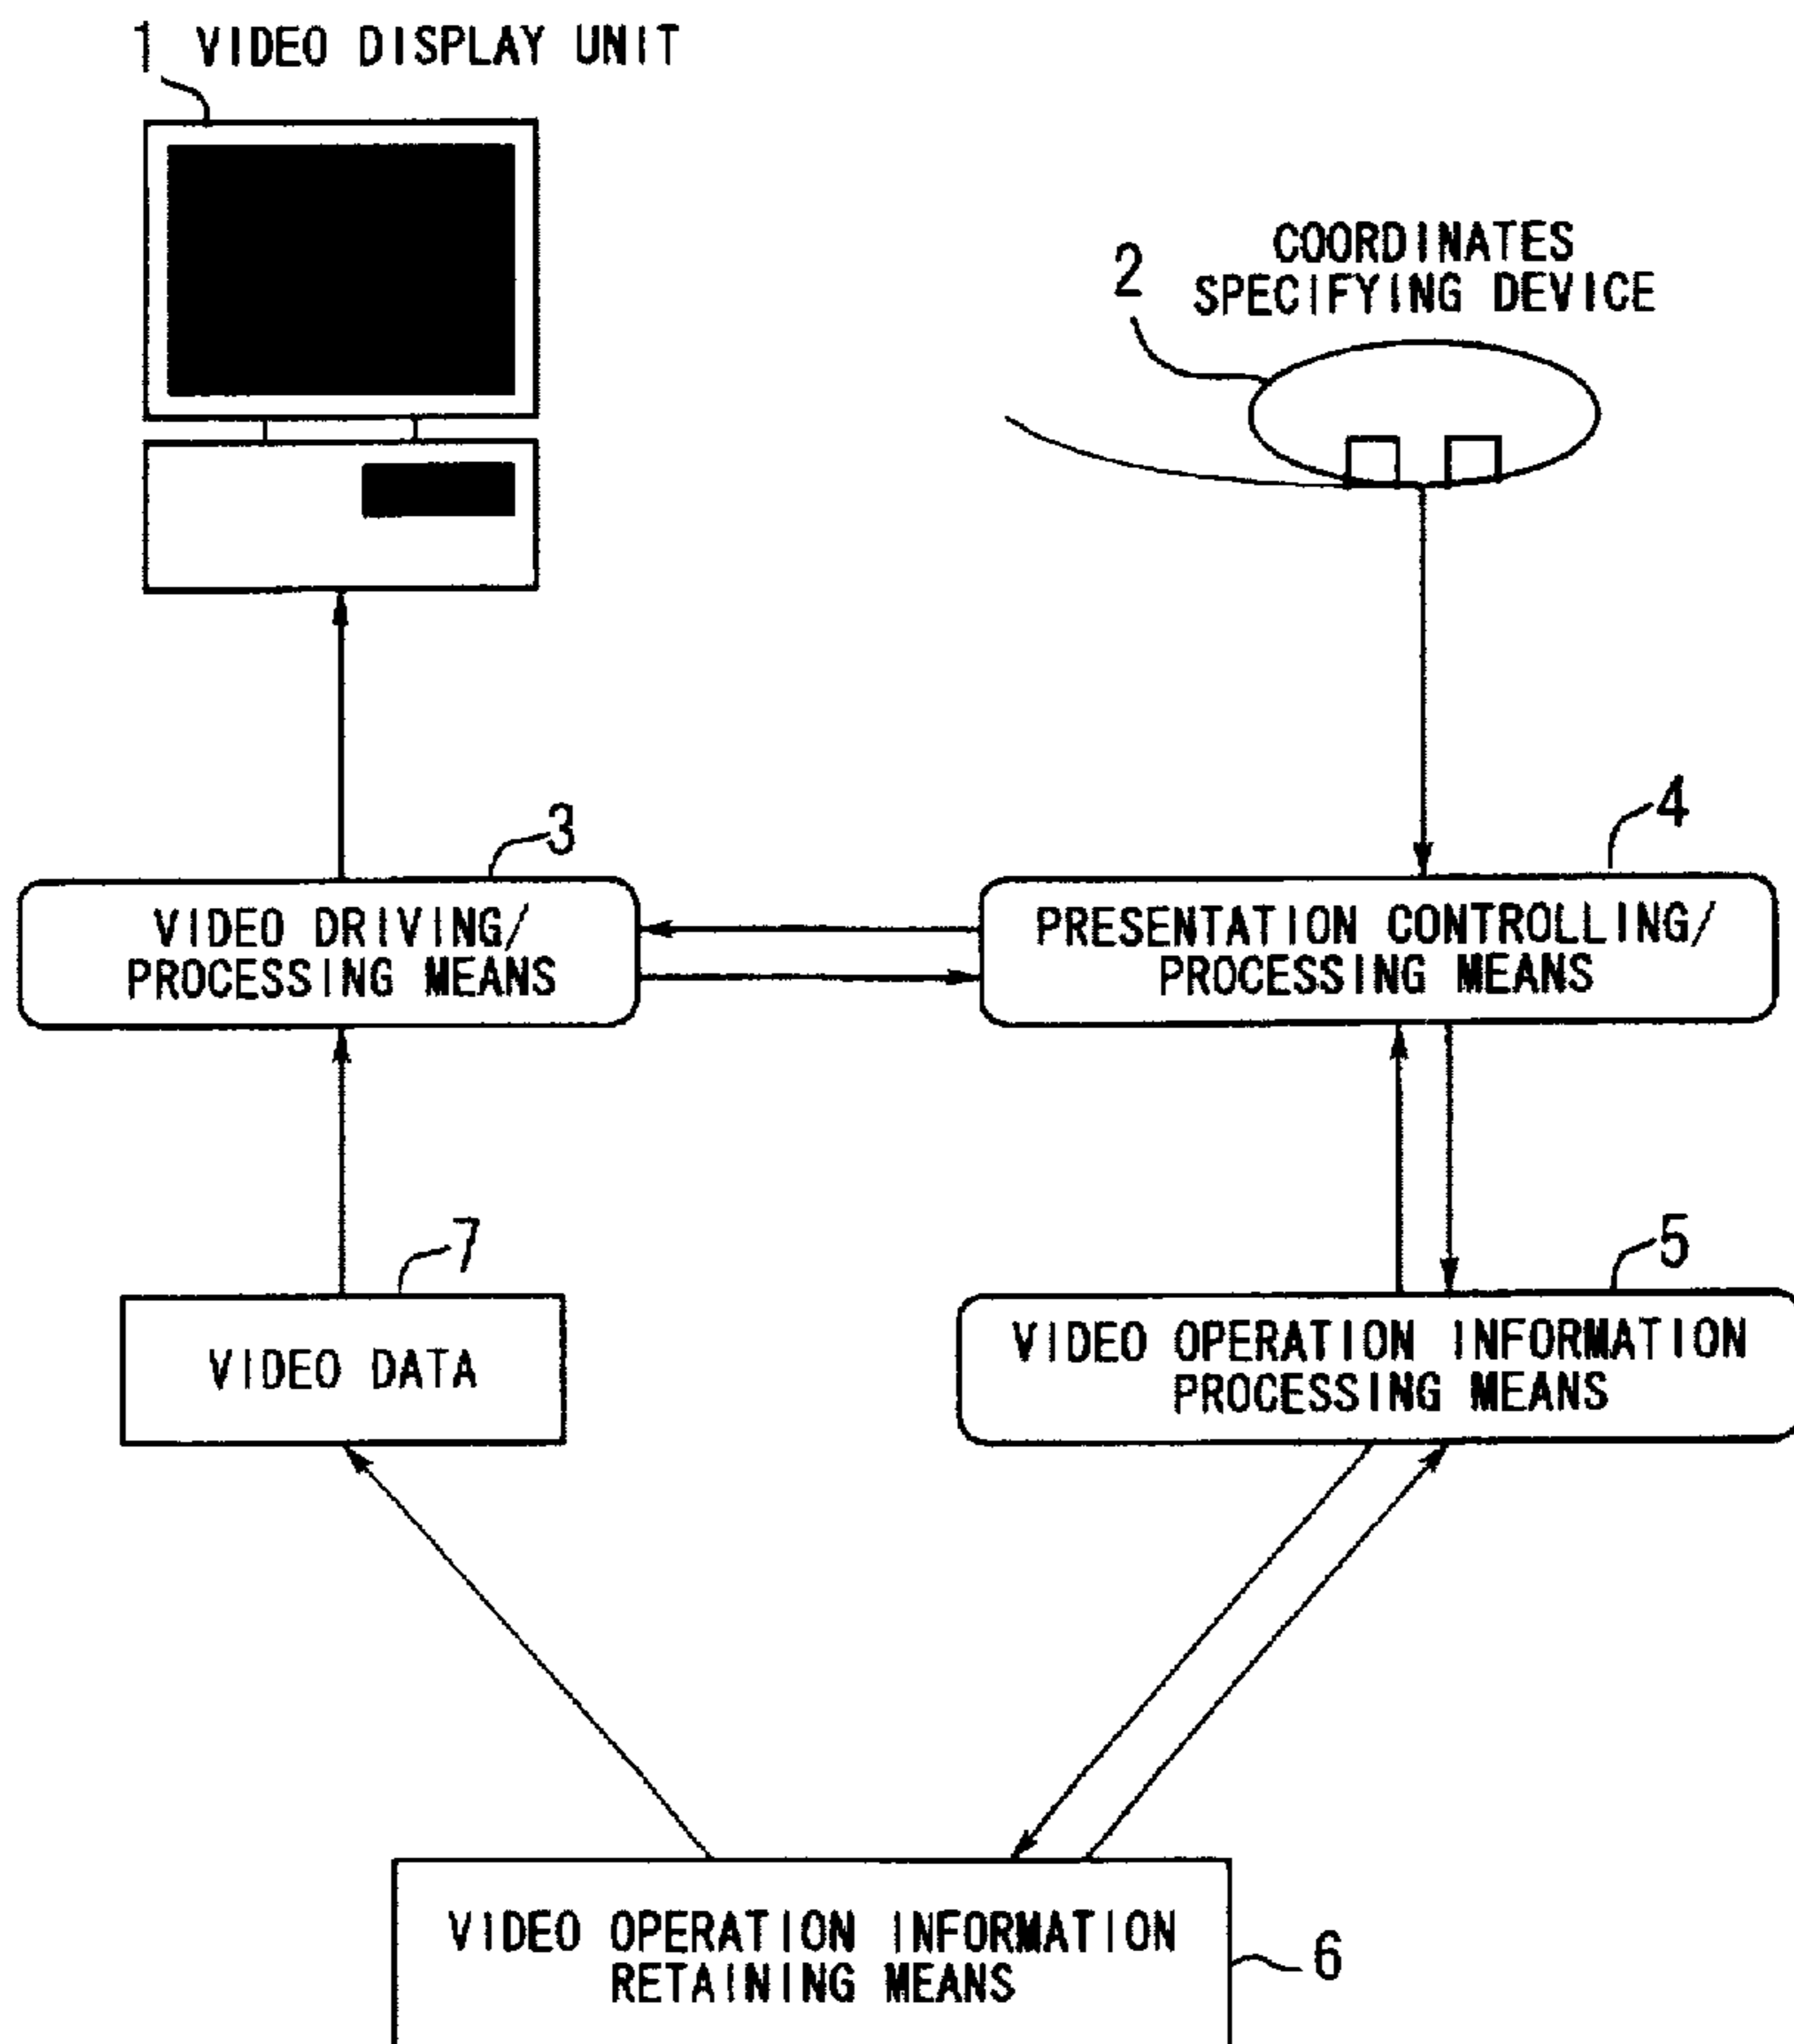 1 VIDEO DISPLAY UNIT
2
COORDINATES
SPECIFYING DEVICE
3
4
VIDEO DRIVING/
PROCESSING MEANS
PRESENTATION CONTROLLING/
PROCESSING MEANS
7
5
VIDEO DATA
VIDEO OPERATION INFORMATION
PROCESSING MEANS
VIDEO OPERATION INFORMATION
RETAINING MEANS
6